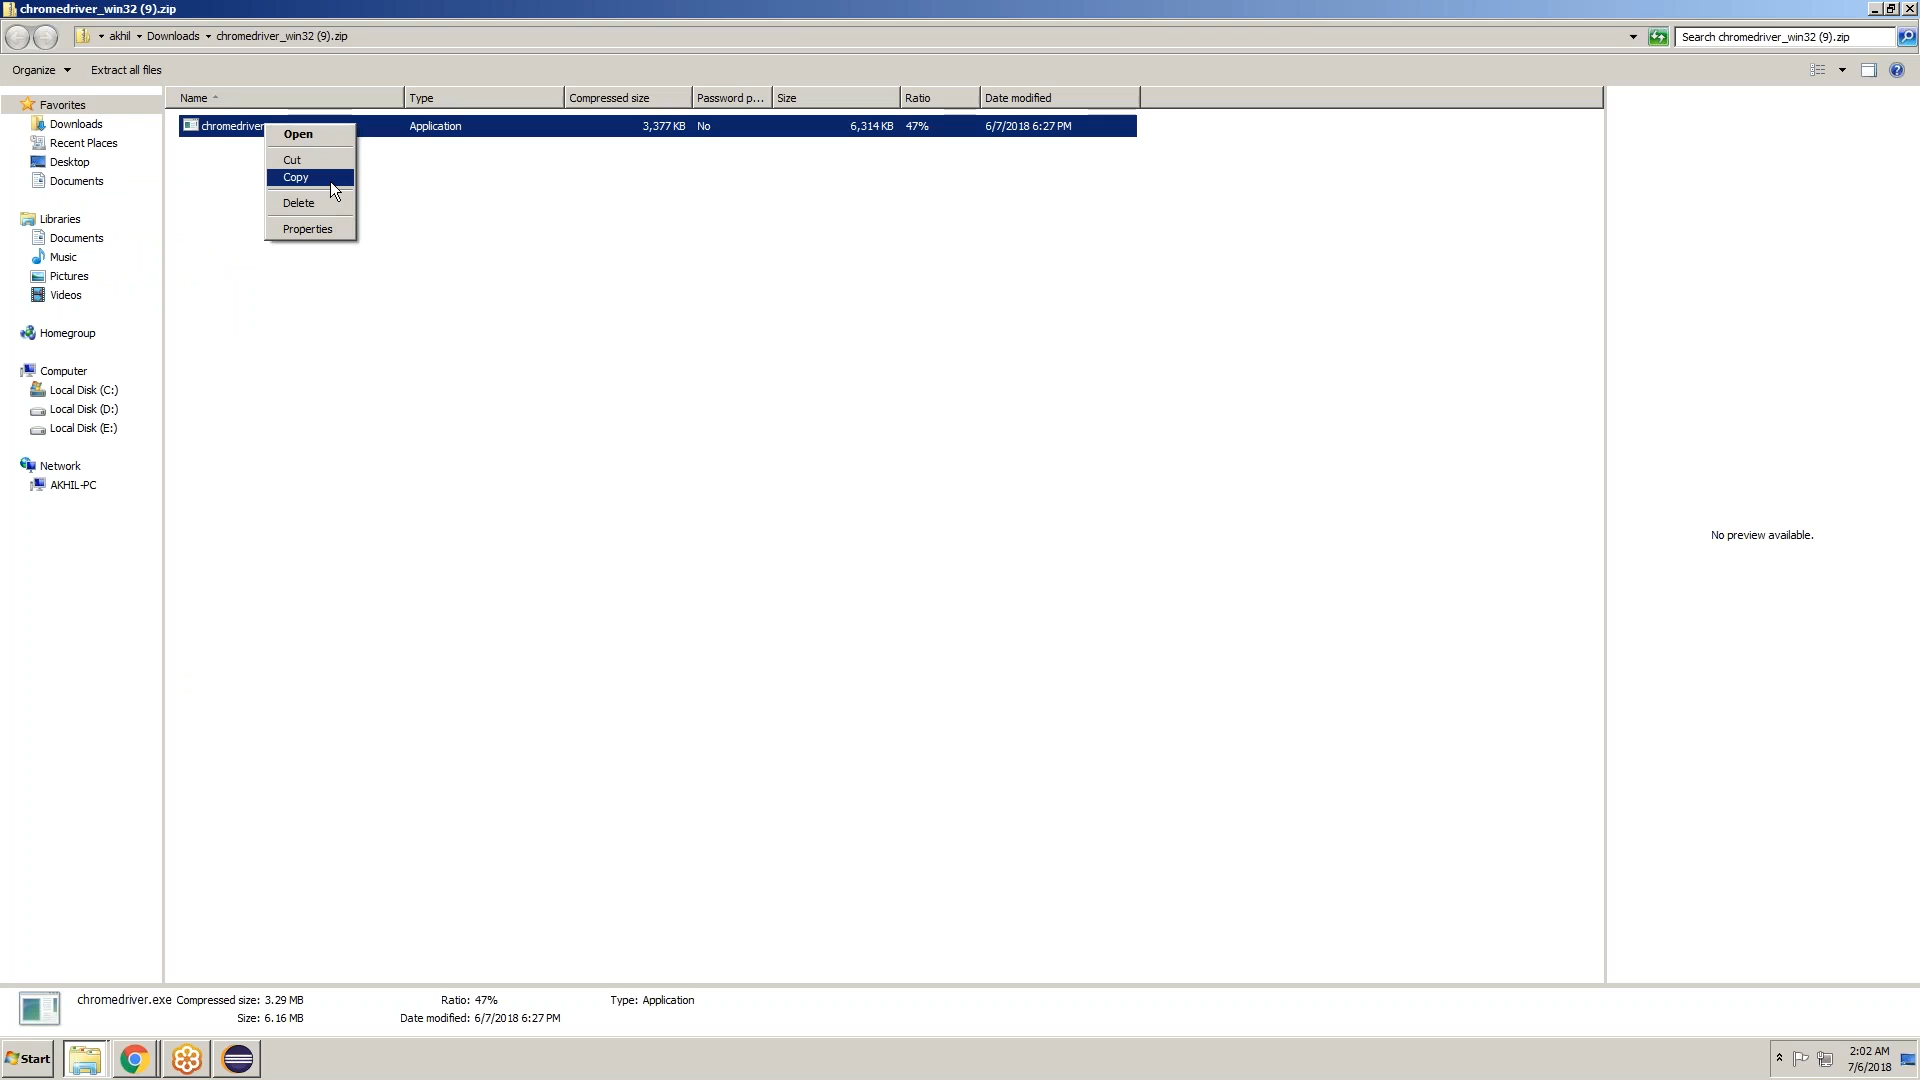 chromedriver_win32 (9).zip
akhil Downloads chromedriver_win32 (9).zip
Search chromedriver_win32 (9).zip
Organize Extract all files
Name Type Compressed size Password p... Size Ratio Date modified
chromedriver Application 3,377 KB No 6,314 KB 47% 6/7/2018 6:27 PM
Open
Cut
Copy
Delete
Properties
Favorites
Downloads
Recent Places
Desktop
Documents
Libraries
Documents
Music
Pictures
Videos
Homegroup
Computer
Local Disk (C:)
Local Disk (D:)
Local Disk (E:)
Network
AKHIL-PC
No preview available.
chromedriver.exe Compressed size: 3.29 MB Ratio: 47% Type: Application
Size: 6.16 MB Date modified: 6/7/2018 6:27 PM
Start
2:02 AM
7/6/2018